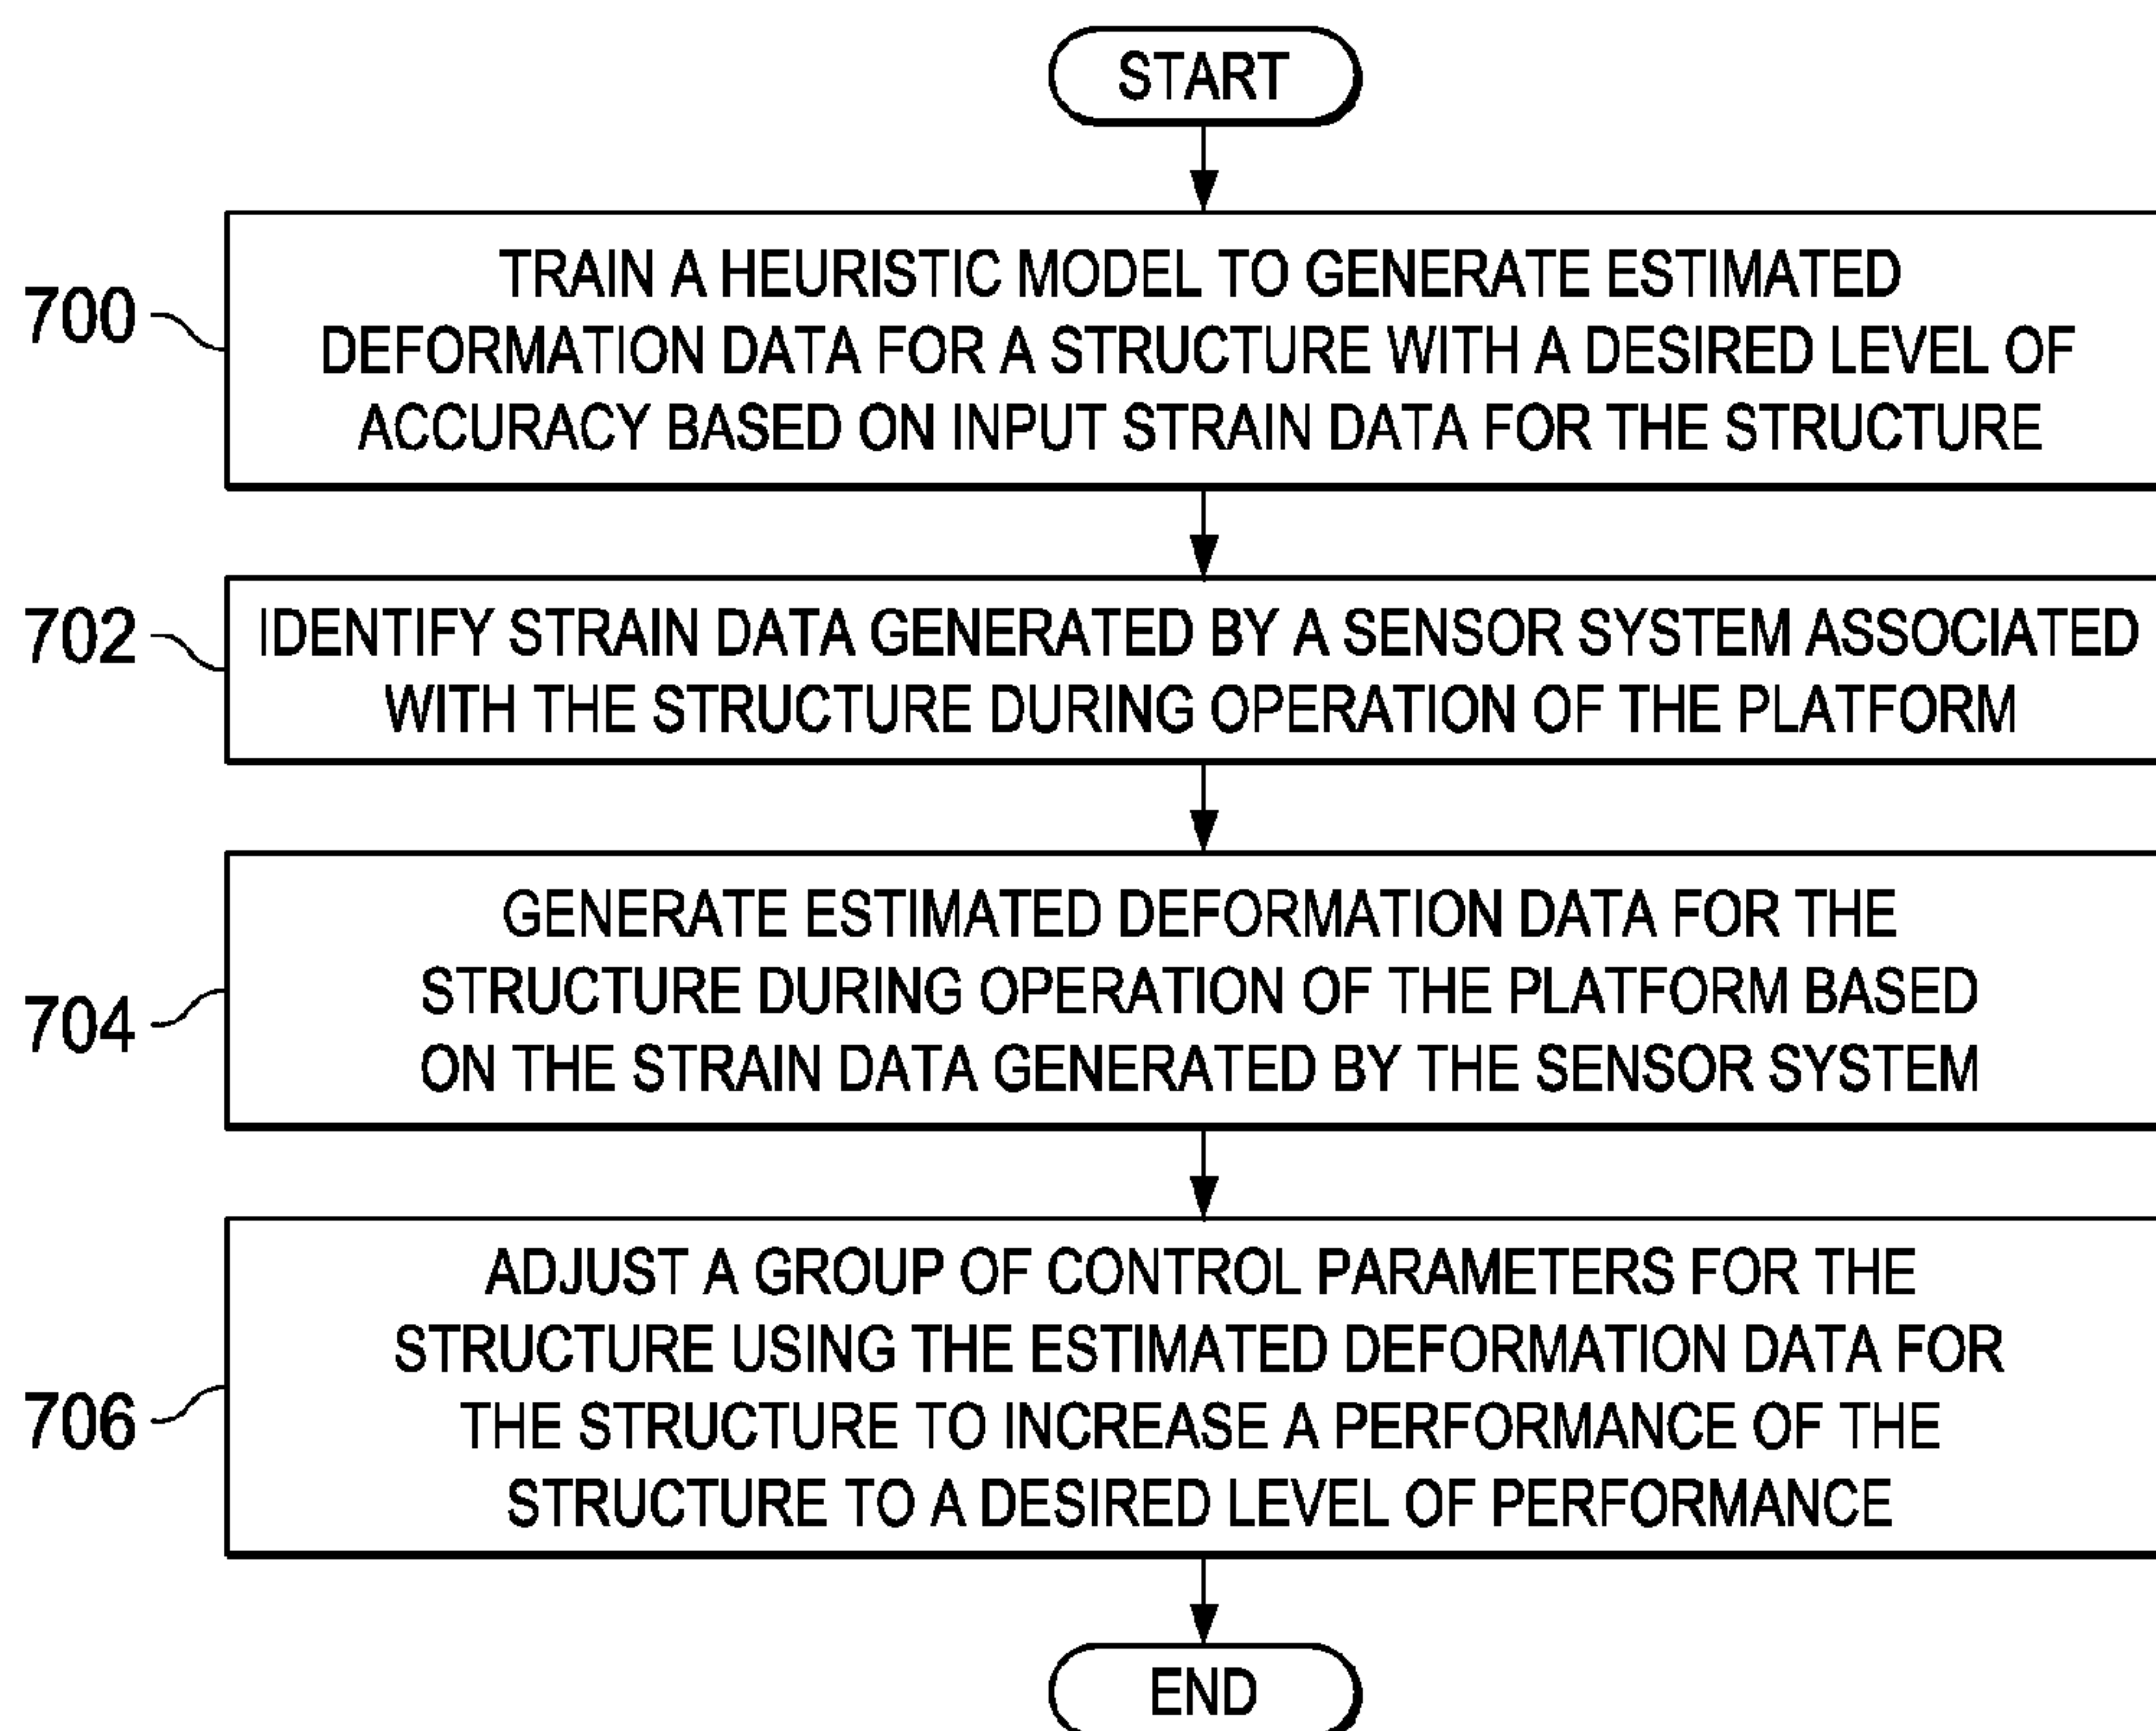 START
700
TRAIN A HEURISTIC MODEL TO GENERATE ESTIMATED
DEFORMATION DATA FOR A STRUCTURE WITH A DESIRED LEVEL OF
ACCURACY BASED ON INPUT STRAIN DATA FOR THE STRUCTURE
702
IDENTIFY STRAIN DATA GENERATED BY A SENSOR SYSTEM ASSOCIATED
WITH THE STRUCTURE DURING OPERATION OF THE PLATFORM
704
GENERATE ESTIMATED DEFORMATION DATA FOR THE
STRUCTURE DURING OPERATION OF THE PLATFORM BASED
ON THE STRAIN DATA GENERATED BY THE SENSOR SYSTEM
706
ADJUST A GROUP OF CONTROL PARAMETERS FOR THE
STRUCTURE USING THE ESTIMATED DEFORMATION DATA FOR
THE STRUCTURE TO INCREASE A PERFORMANCE OF THE
STRUCTURE TO A DESIRED LEVEL OF PERFORMANCE
END